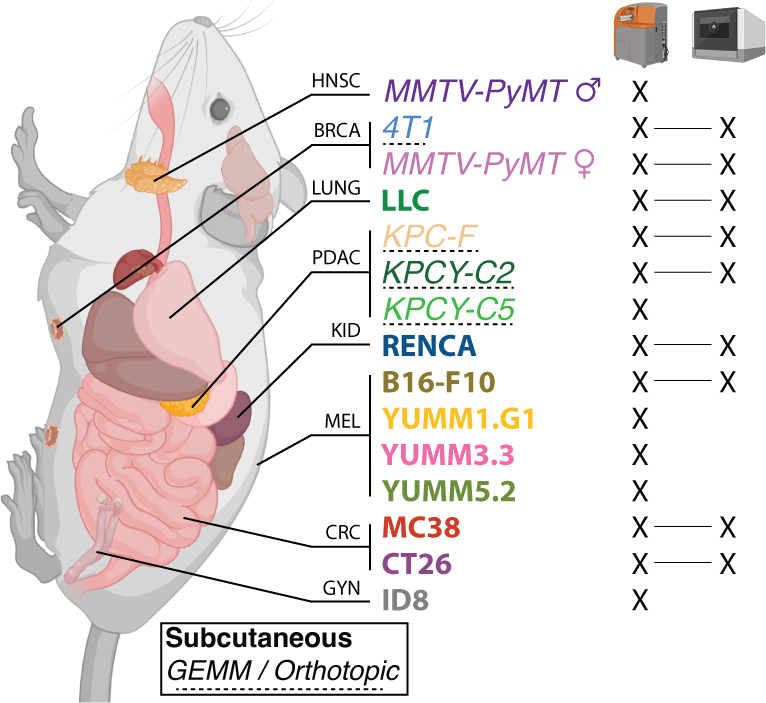 HNSC MMTV-PyMT ♂ X
BRCA 4T1 X X
MMTV-PyMT ♀ X X
LUNG LLC X X
PDAC KPC-F X X
KPCY-C2 X X
KPCY-C5 X
KID RENCA X X
MEL B16-F10 X X
YUMM1.G1 X
YUMM3.3 X
YUMM5.2 X
CRC MC38 X X
CT26 X X
GYN ID8 X
Subcutaneous
GEMM / Orthotopic